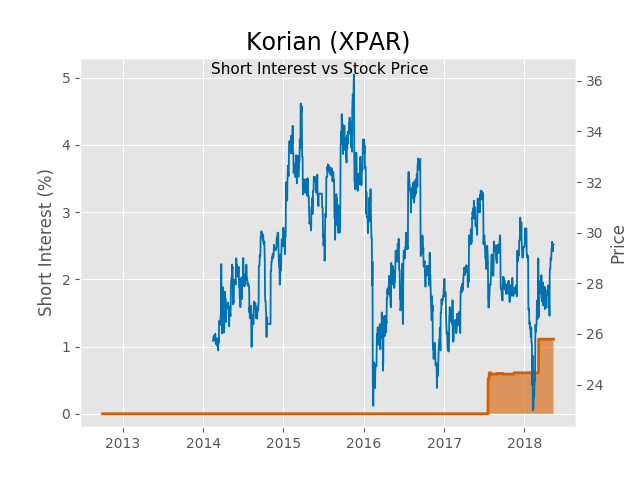 Korian (XPAR)
Short Interest vs Stock Price
Short Interest (%)
5
4
3
2
1
0
36
34
32
30
28
26
24
Price
2013 2014 2015 2016 2017 2018